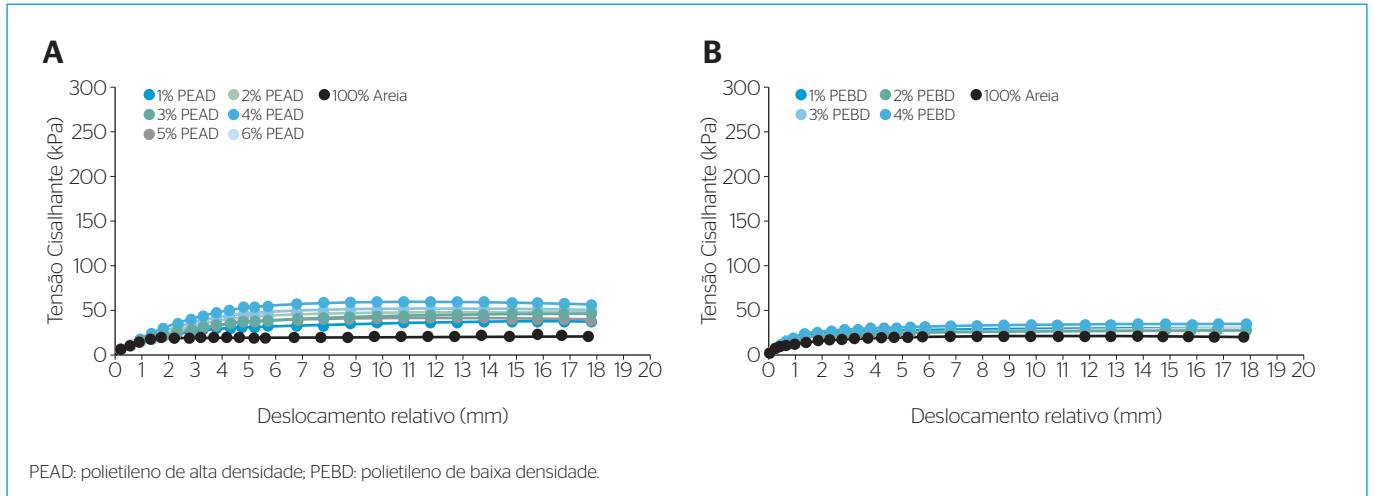 A
300
250
200
150
100
50
0
Tensão Cisalhante (kPa)
1% PEAD 2% PEAD 100% Areia
3% PEAD 4% PEAD
5% PEAD 6% PEAD
0 1 2 3 4 5 6 7 8 9 10 11 12 13 14 15 16 17 18 19 20
Deslocamento relativo (mm)
B
300
250
200
150
100
50
0
Tensão Cisalhante (kPa)
1% PEBD 2% PEBD 100% Areia
3% PEBD 4% PEBD
0 1 2 3 4 5 6 7 8 9 10 11 12 13 14 15 16 17 18 19 20
Deslocamento relativo (mm)
PEAD: polietileno de alta densidade; PEBD: polietileno de baixa densidade.